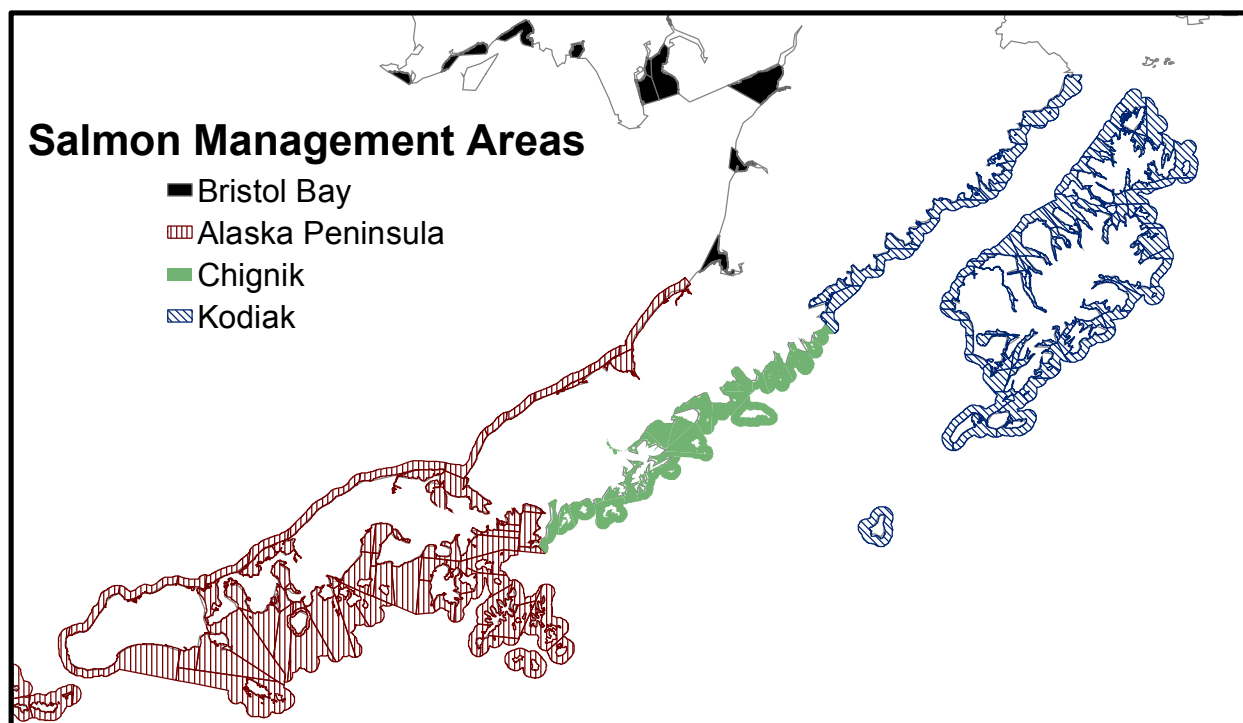 Salmon Management Areas
Bristol Bay
Alaska Peninsula
Chignik
Kodiak